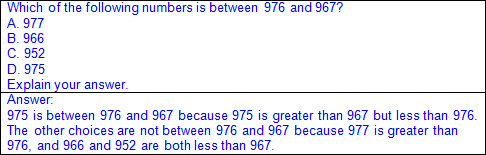 Which of the following numbers is between 976 and 967?
A. 977
B. 966
C. 952
D. 975
Explain your answer.
Answer:
975 is between 976 and 967 because 975 is greater than 967 but less than 976.
The other choices are not between 976 and 967 because 977 is greater than
976, and 966 and 952 are both less than 967.